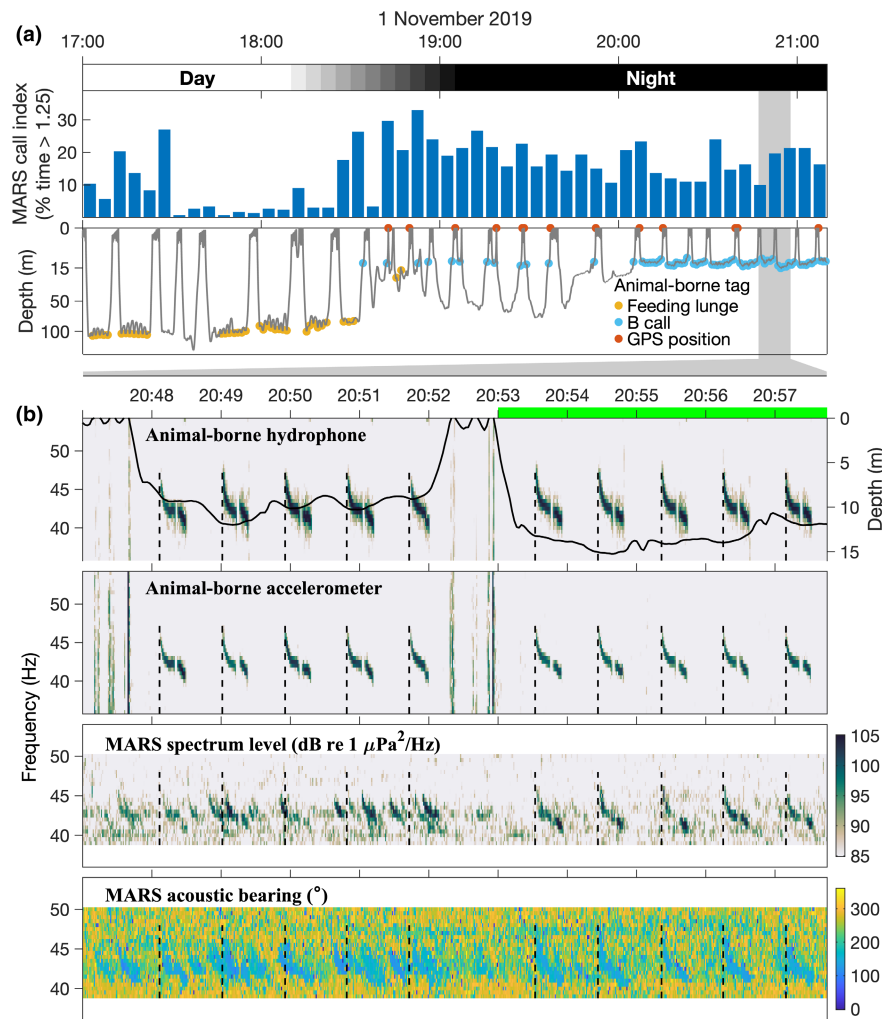 1 November 2019
(a)
17:00 18:00 19:00 20:00 21:00
Day Night
MARS call index
(% time > 1.25)
30
20
10
Depth (m)
0
15
50
100
Animal-borne tag
Feeding lunge
B call
GPS position
(b)
20:48 20:49 20:50 20:51 20:52 20:53 20:54 20:55 20:56 20:57
Animal-borne hydrophone
50
45
40
0
5
10
15
Depth (m)
Animal-borne accelerometer
50
45
40
Frequency (Hz)
MARS spectrum level (dB re 1 μPa²/Hz)
50
45
40
105
100
95
90
85
MARS acoustic bearing (°)
50
45
40
300
200
100
0